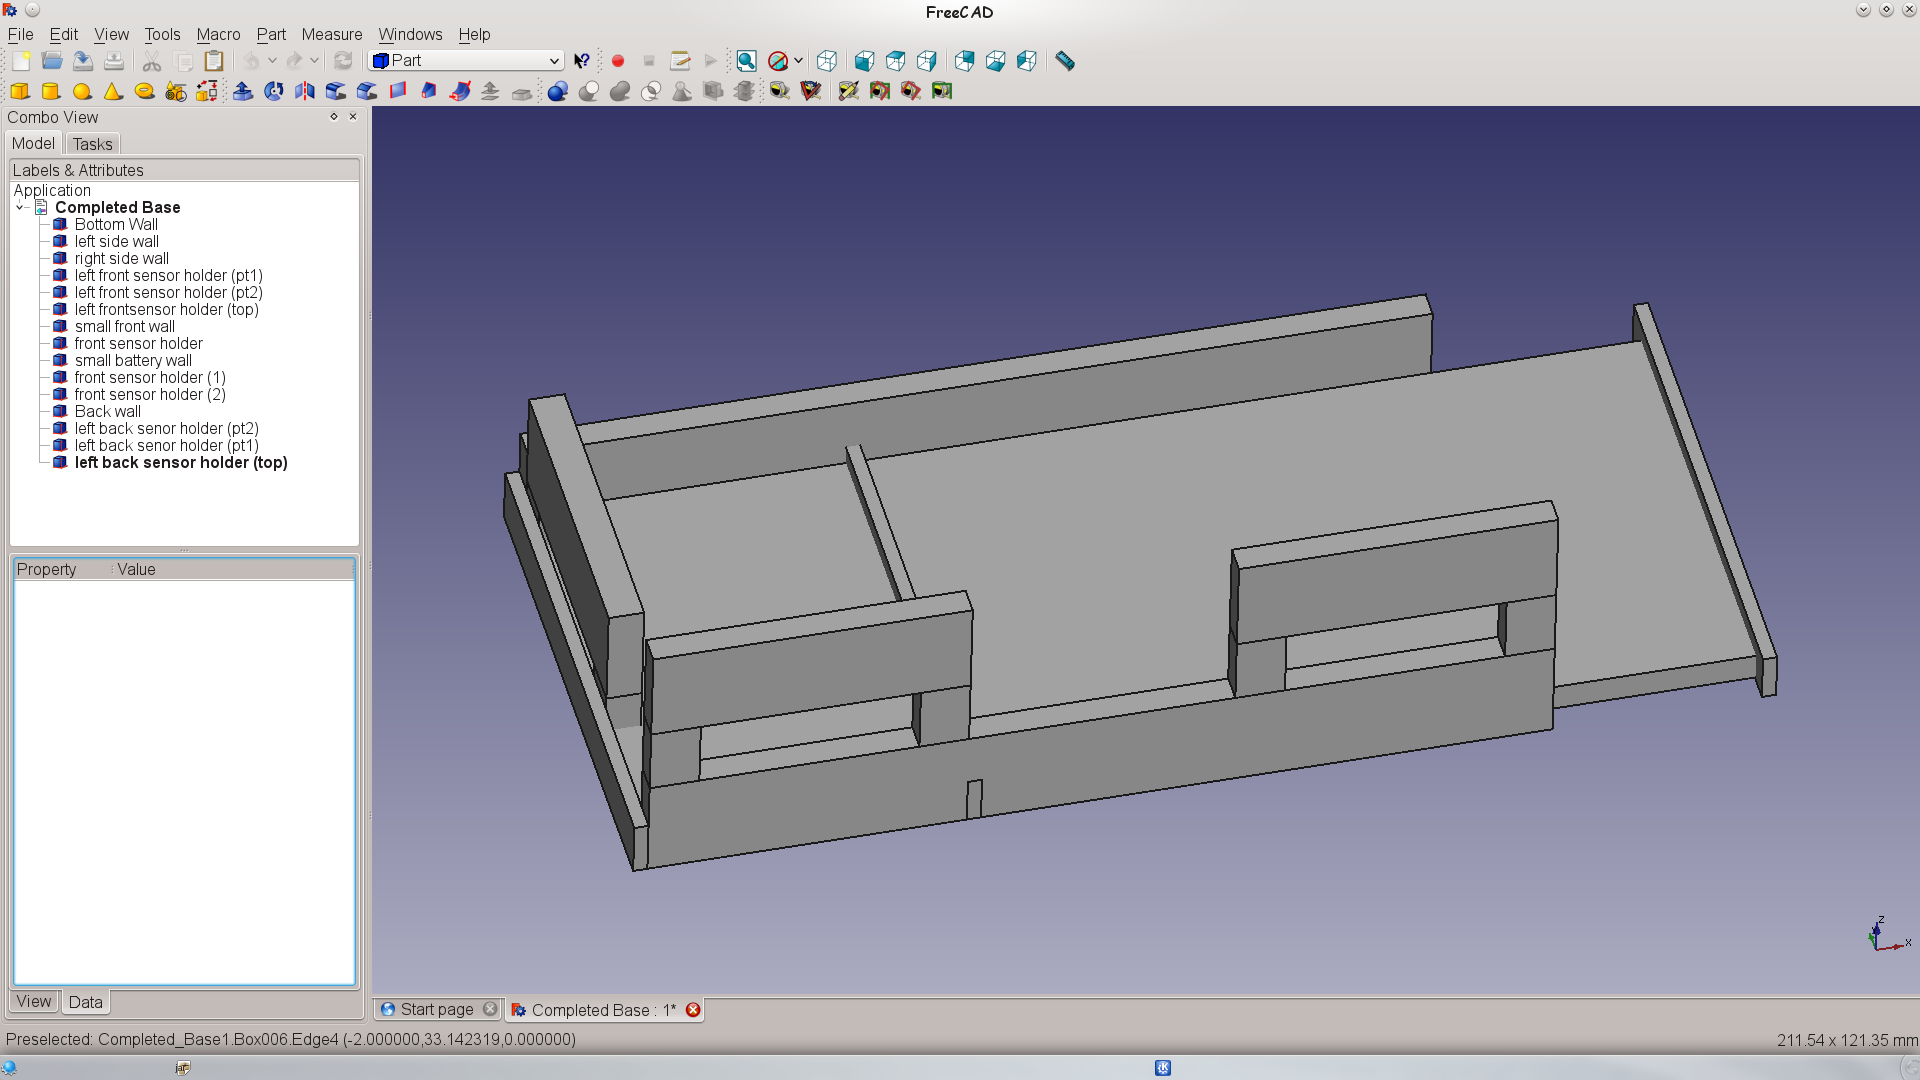 FreeCAD
File Edit View Tools Macro Part Measure Windows Help
Part
Combo View
Model Tasks
Labels & Attributes
Application
Completed Base
Bottom Wall
left side wall
right side wall
left front sensor holder (pt1)
left front sensor holder (pt2)
left frontsensor holder (top)
small front wall
front sensor holder
small battery wall
front sensor holder (1)
front sensor holder (2)
Back wall
left back senor holder (pt2)
left back senor holder (pt1)
left back sensor holder (top)
Property Value
View Data
z
x
Start page Completed Base : 1*
Preselected: Completed_Base1.Box006.Edge4 (-2.000000,33.142319,0.000000) 211.54 x 121.35 mm